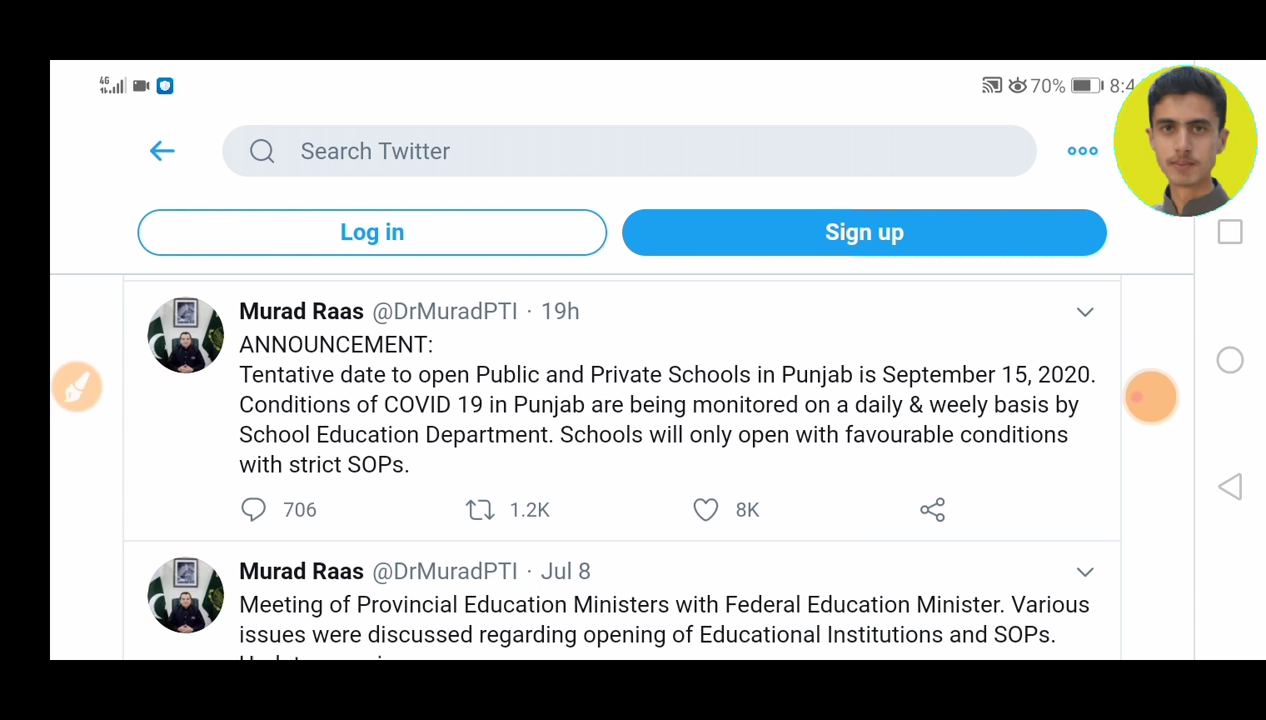 4G
70% 8:4
Search Twitter
Log in
Sign up
Murad Raas @DrMuradPTI · 19h
ANNOUNCEMENT:
Tentative date to open Public and Private Schools in Punjab is September 15, 2020.
Conditions of COVID 19 in Punjab are being monitored on a daily & weely basis by
School Education Department. Schools will only open with favourable conditions
with strict SOPs.
706 1.2K 8K
Murad Raas @DrMuradPTI · Jul 8
Meeting of Provincial Education Ministers with Federal Education Minister. Various
issues were discussed regarding opening of Educational Institutions and SOPs.